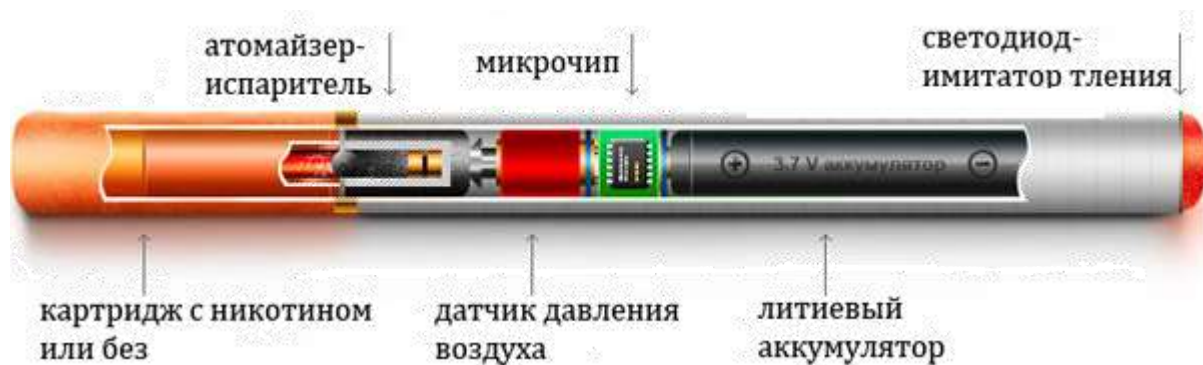 атомайзер-
испаритель
микрочип
светодиод-
имитатор тления
3.7 V аккумулятор
картридж с никотином
или без
датчик давления
воздуха
литиевый
аккумулятор